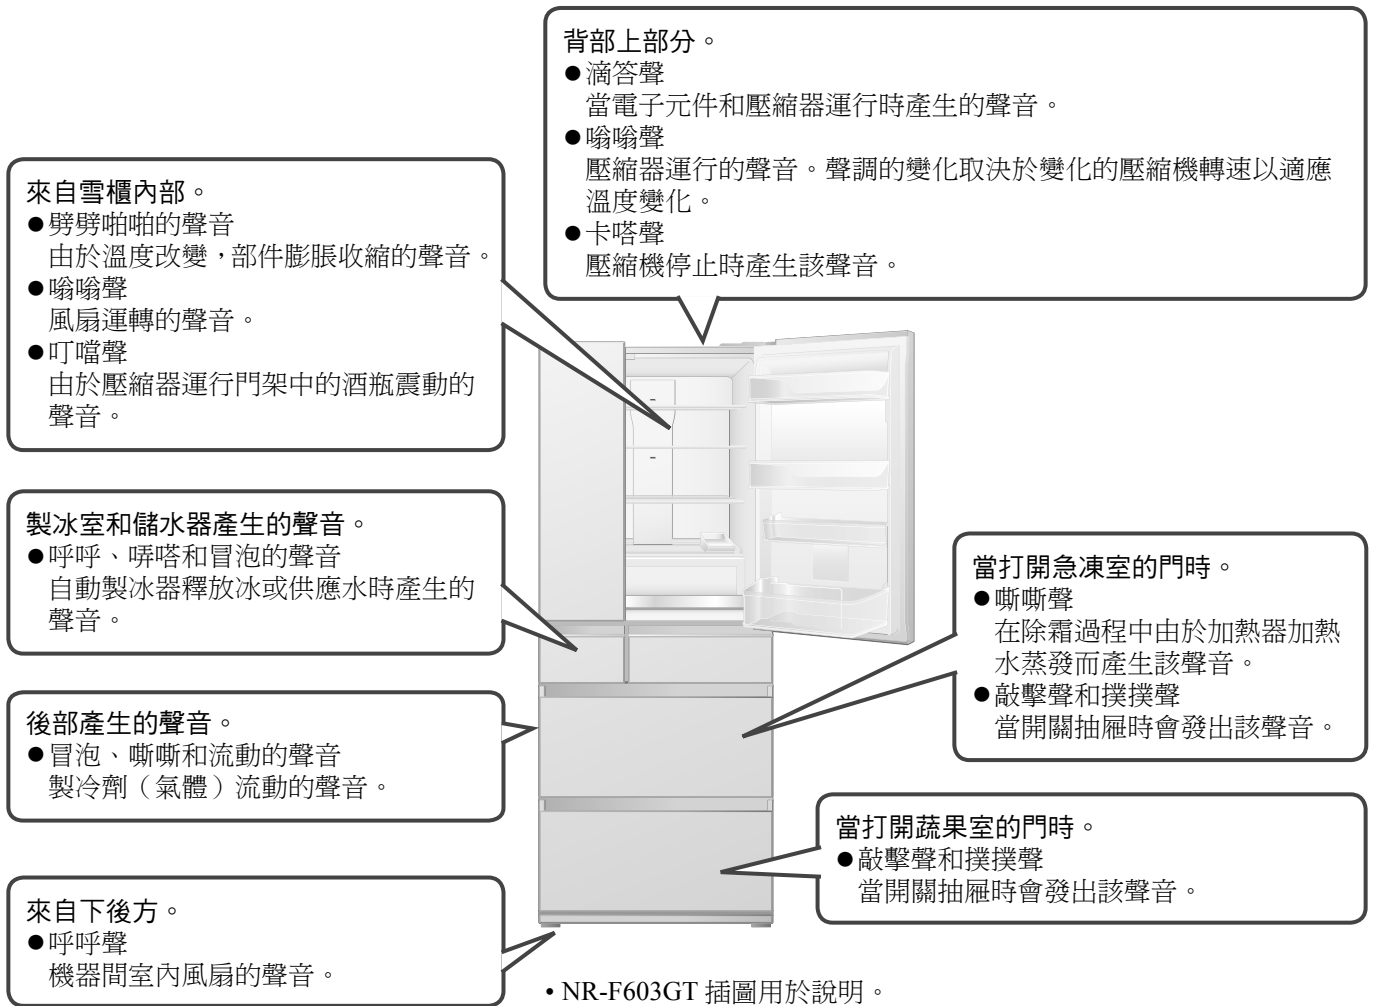 背部上部分。
●滴答聲
當電子元件和壓縮器運行時產生的聲音。
●嗡嗡聲
壓縮器運行的聲音。聲調的變化取決於變化的壓縮機轉速以適應
溫度變化。
●卡嗒聲
壓縮機停止時產生該聲音。
來自雪櫃內部。
●劈劈啪啪的聲音
由於溫度改變，部件膨脹收縮的聲音。
●嗡嗡聲
風扇運轉的聲音。
●叮噹聲
由於壓縮器運行門架中的酒瓶震動的
聲音。
製冰室和儲水器產生的聲音。
●呼呼、哢嗒和冒泡的聲音
自動製冰器釋放冰或供應水時產生的
聲音。
後部產生的聲音。
●冒泡、嘶嘶和流動的聲音
製冷劑（氣體）流動的聲音。
來自下後方。
●呼呼聲
機器間室內風扇的聲音。
當打開急凍室的門時。
●嘶嘶聲
在除霜過程中由於加熱器加熱
水蒸發而產生該聲音。
●敲擊聲和撲撲聲
當開關抽屜時會發出該聲音。
當打開蔬果室的門時。
●敲擊聲和撲撲聲
當開關抽屜時會發出該聲音。
• NR-F603GT 插圖用於說明。